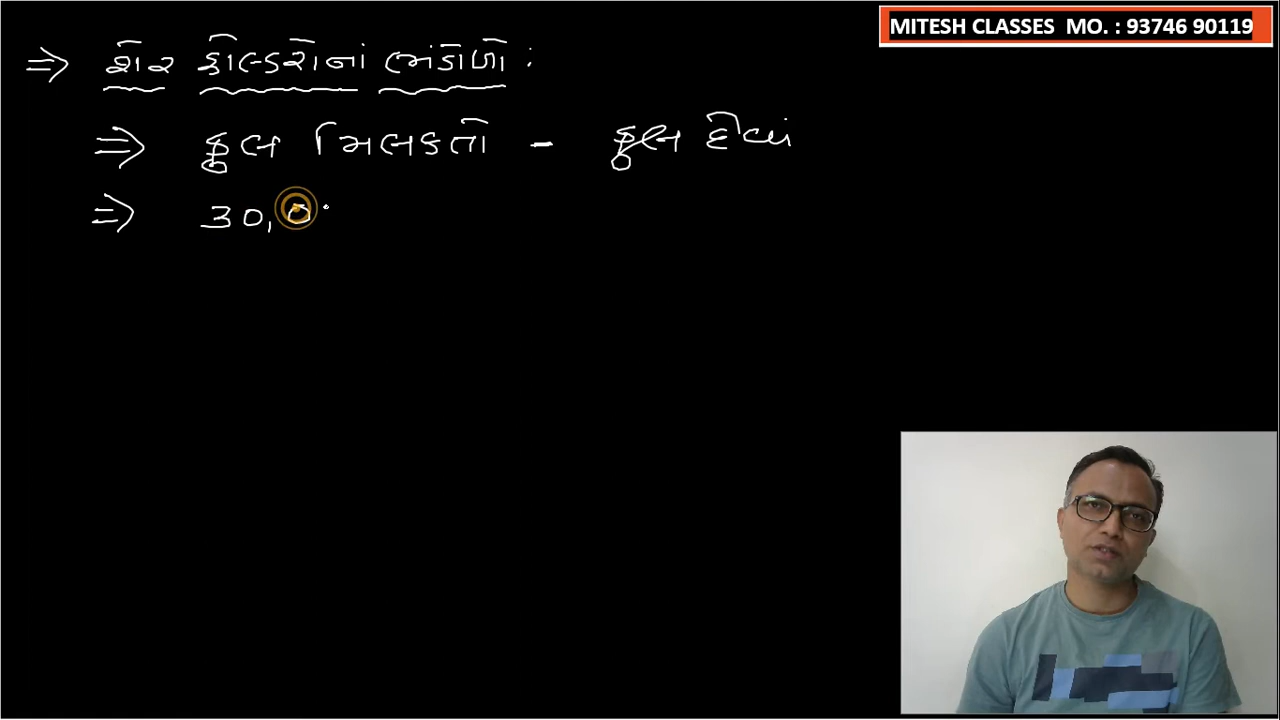 MITESH CLASSES MO. : 93746 90119
⇒ શેર હોલ્ડરોનાં ભંડોળો :
⇒ કુલ મિલકતો - કુલ દેવાં
⇒ 30,0